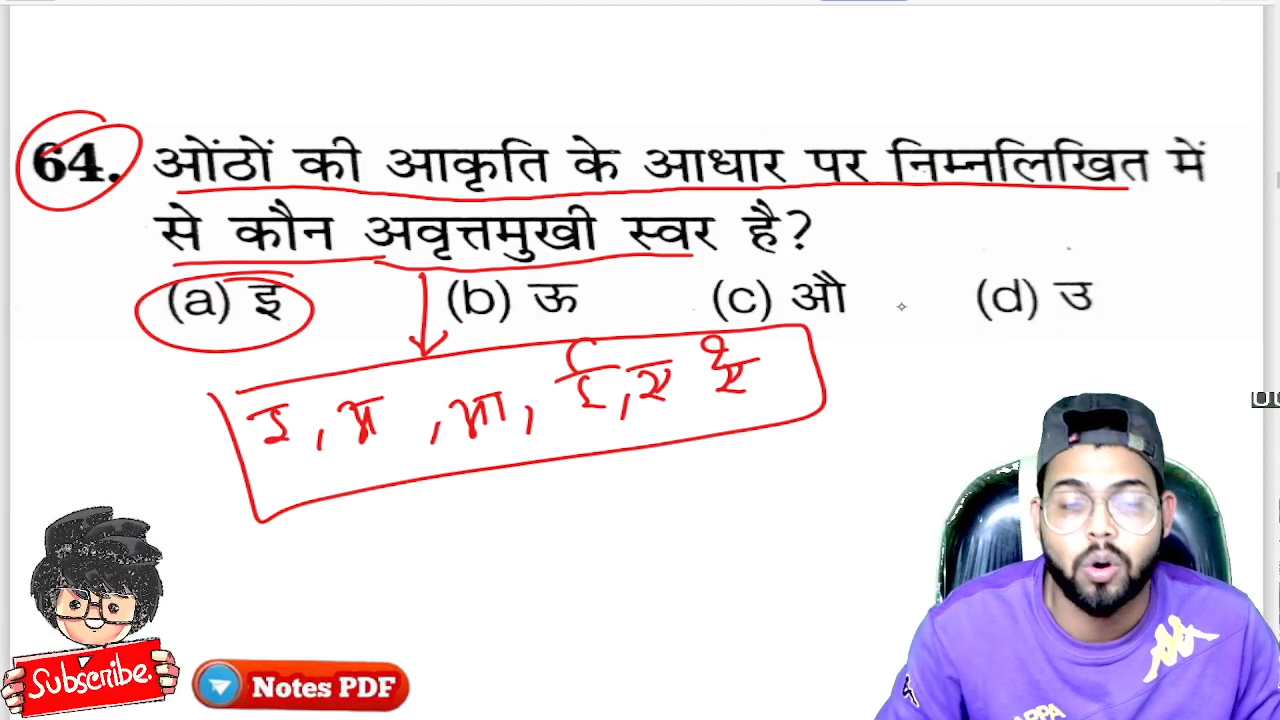 64. ओंठों की आकृति के आधार पर निम्नलिखित में
से कौन अवृत्तमुखी स्वर है?
(a) इ (b) ऊ (c) औ (d) उ
इ, अ, आ, ई, ए ऐ
Subscribe.
Notes PDF